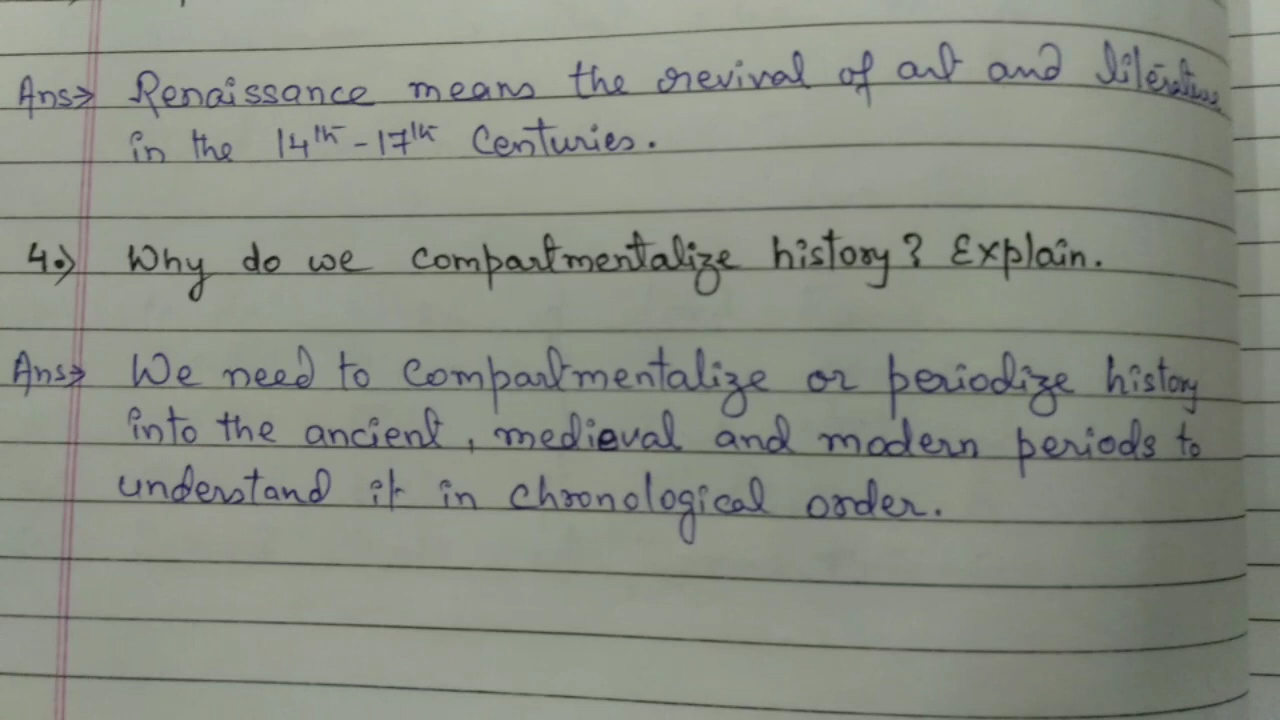 Ans⇒ Renaissance means the revival of art and literature
in the 14th - 17th Centuries.
4.) Why do we compartmentalize history? Explain.
Ans⇒ We need to compartmentalize or periodize history
into the ancient, medieval and modern periods to
understand it in chronological order.